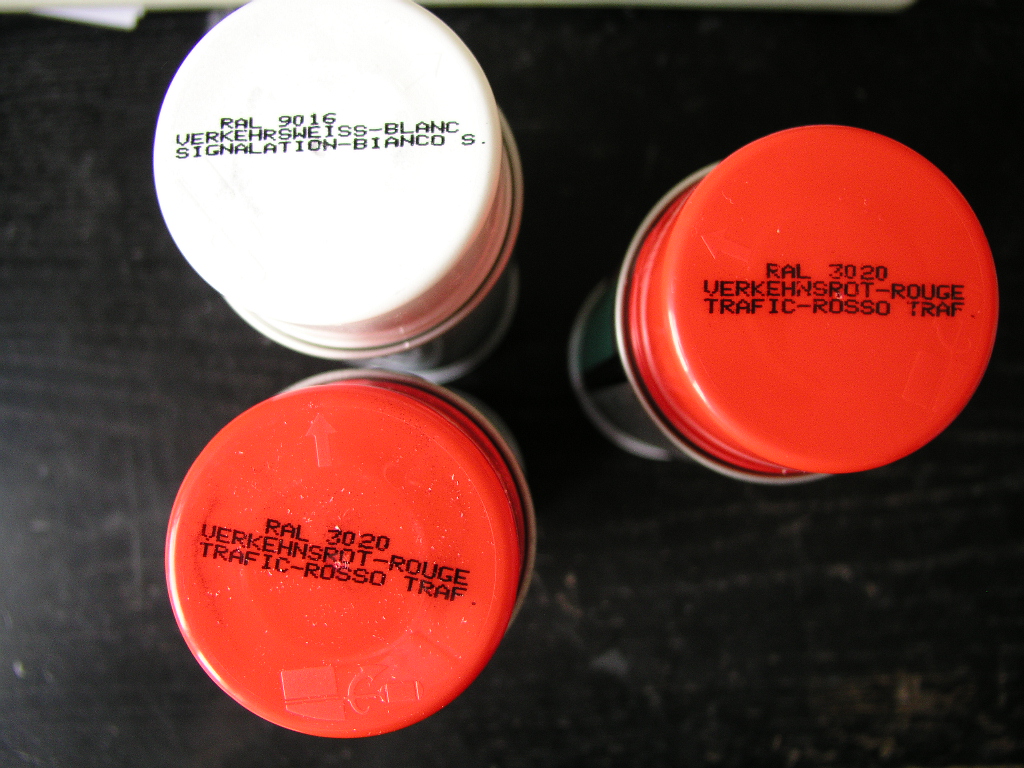 RAL 9016
VERKEHRSWEISS-BLANC
SIGNALATION-BIANCO S.
RAL 3020
VERKEHNSROT-ROUGE
TRAFIC-ROSSO TRAF.
RAL 3020
VERKEHNSROT-ROUGE
TRAFIC-ROSSO TRAF.